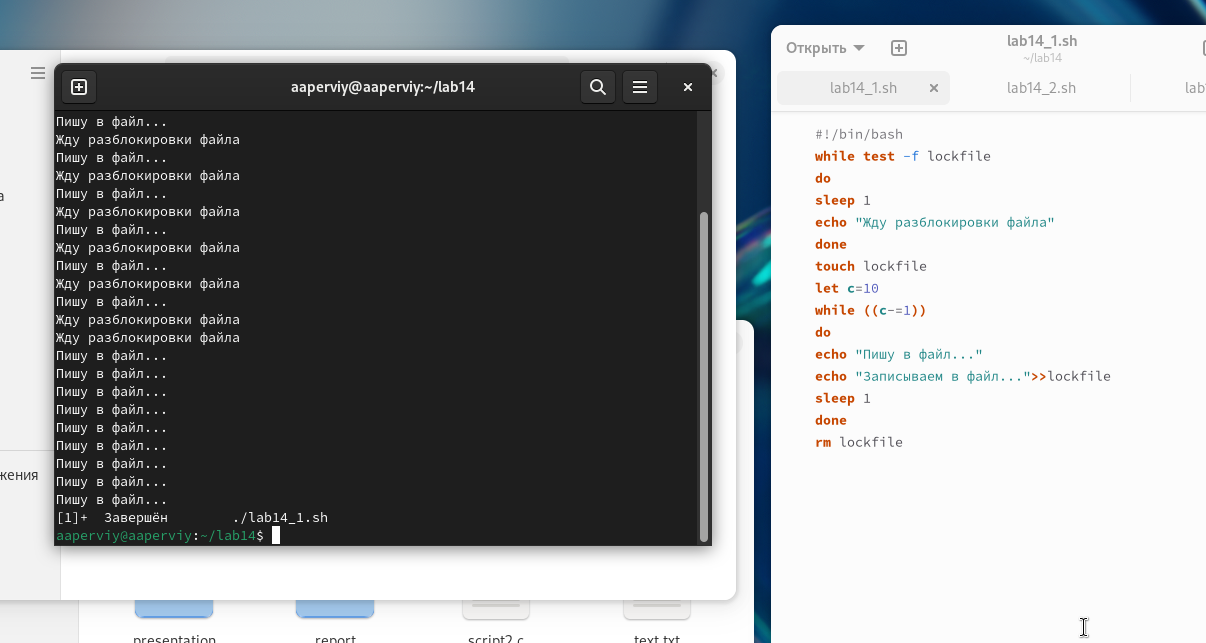 aaperviy@aaperviy:~/lab14
Пишу в файл...
Жду разблокировки файла
Пишу в файл...
Жду разблокировки файла
Пишу в файл...
Жду разблокировки файла
Пишу в файл...
Жду разблокировки файла
Пишу в файл...
Жду разблокировки файла
Пишу в файл...
Жду разблокировки файла
Жду разблокировки файла
Пишу в файл...
Пишу в файл...
Пишу в файл...
Пишу в файл...
Пишу в файл...
Пишу в файл...
Пишу в файл...
Пишу в файл...
Пишу в файл...
[1]+  Завершён        ./lab14_1.sh
aaperviy@aaperviy:~/lab14$
а
жения
presentation
report
script2.c
text.txt
Открыть
lab14_1.sh
~/lab14
lab14_1.sh
lab14_2.sh
lab
#!/bin/bash
while test -f lockfile
do
sleep 1
echo "Жду разблокировки файла"
done
touch lockfile
let c=10
while ((c-=1))
do
echo "Пишу в файл..."
echo "Записываем в файл...">>lockfile
sleep 1
done
rm lockfile